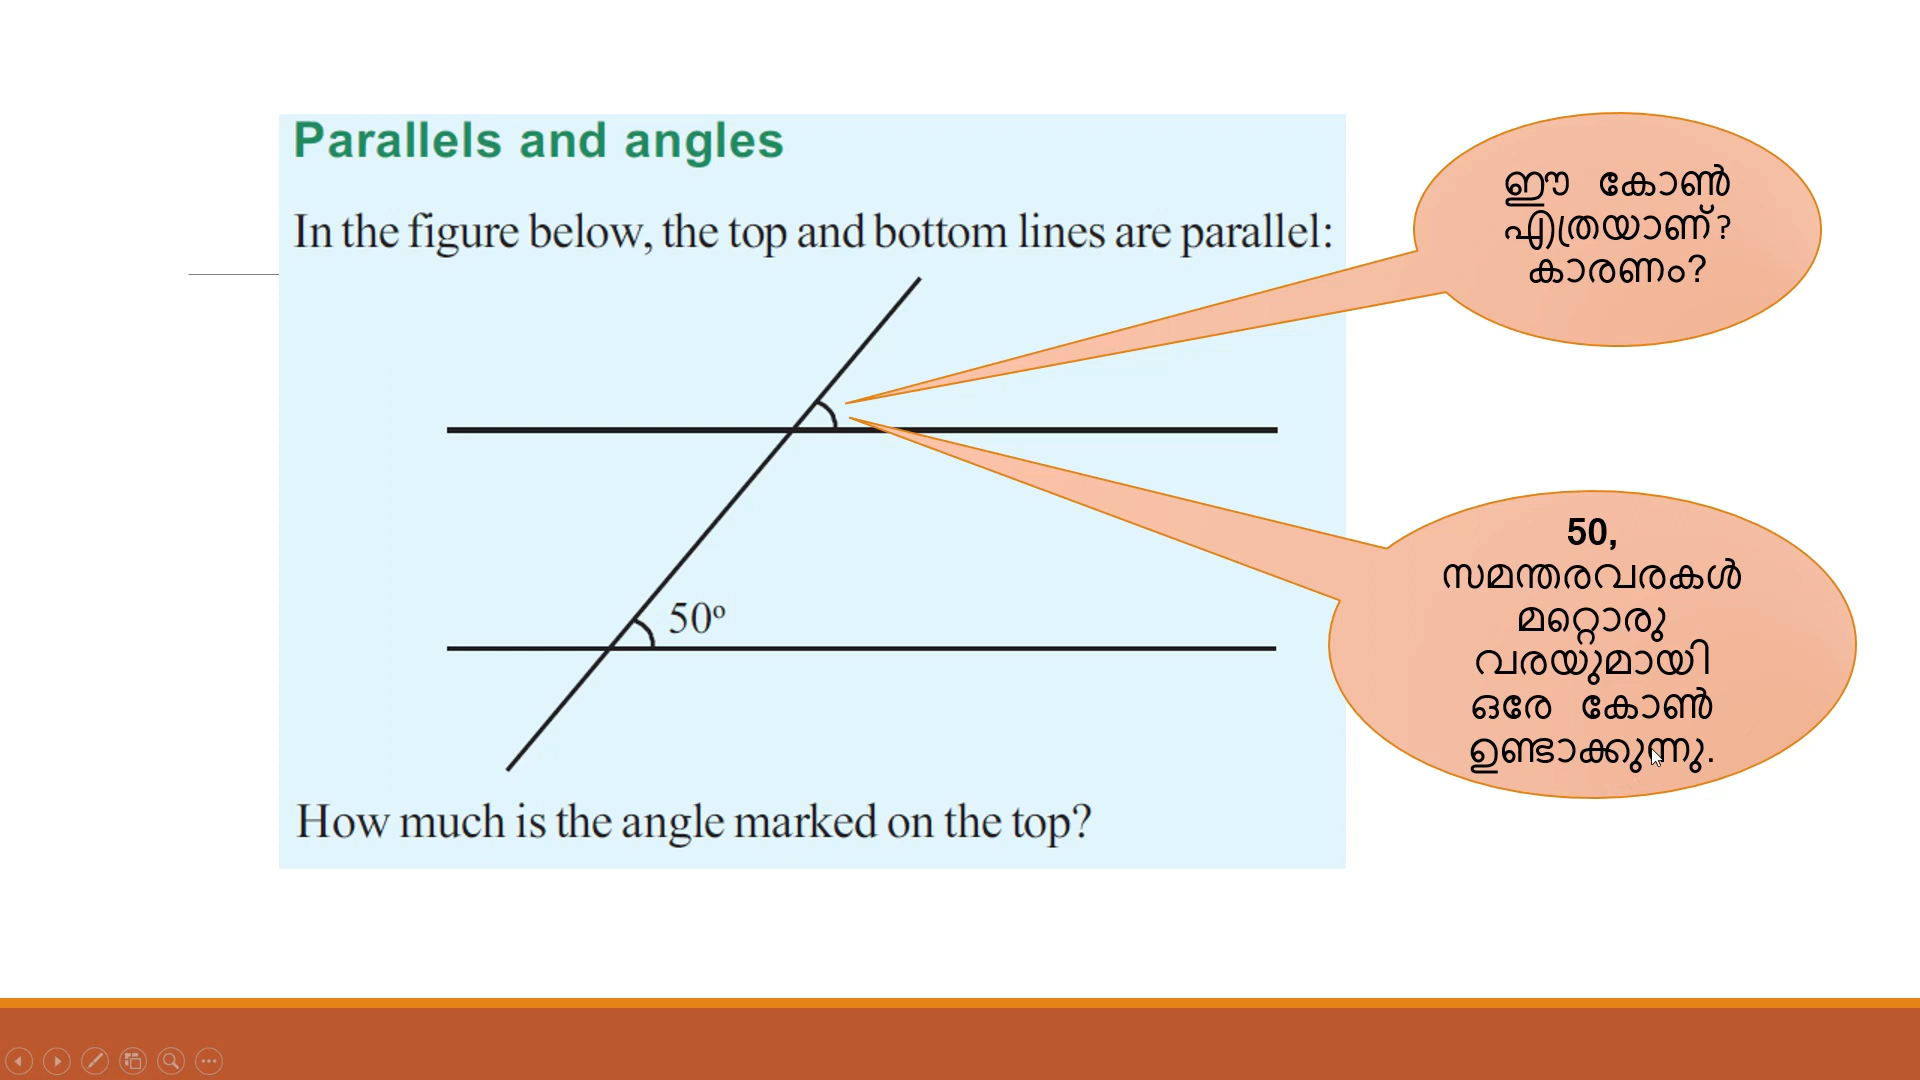 Parallels and angles
In the figure below, the top and bottom lines are parallel:
ഈ കോൺ
എത്രയാണ്?
കാരണം?
50°
50,
സമന്തരവരകൾ
മറ്റൊരു
വരയുമായി
ഒരേ കോൺ
ഉണ്ടാക്കുന്നു.
How much is the angle marked on the top?